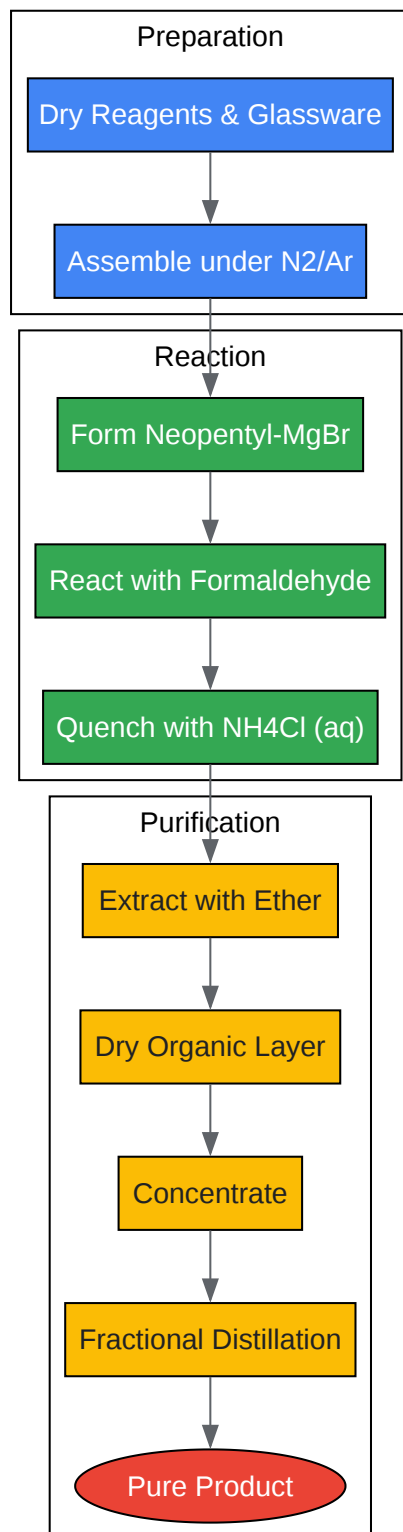 Preparation
Dry Reagents & Glassware
Assemble under N2/Ar
Reaction
Form Neopentyl-MgBr
React with Formaldehyde
Quench with NH4Cl (aq)
Purification
Extract with Ether
Dry Organic Layer
Concentrate
Fractional Distillation
Pure Product